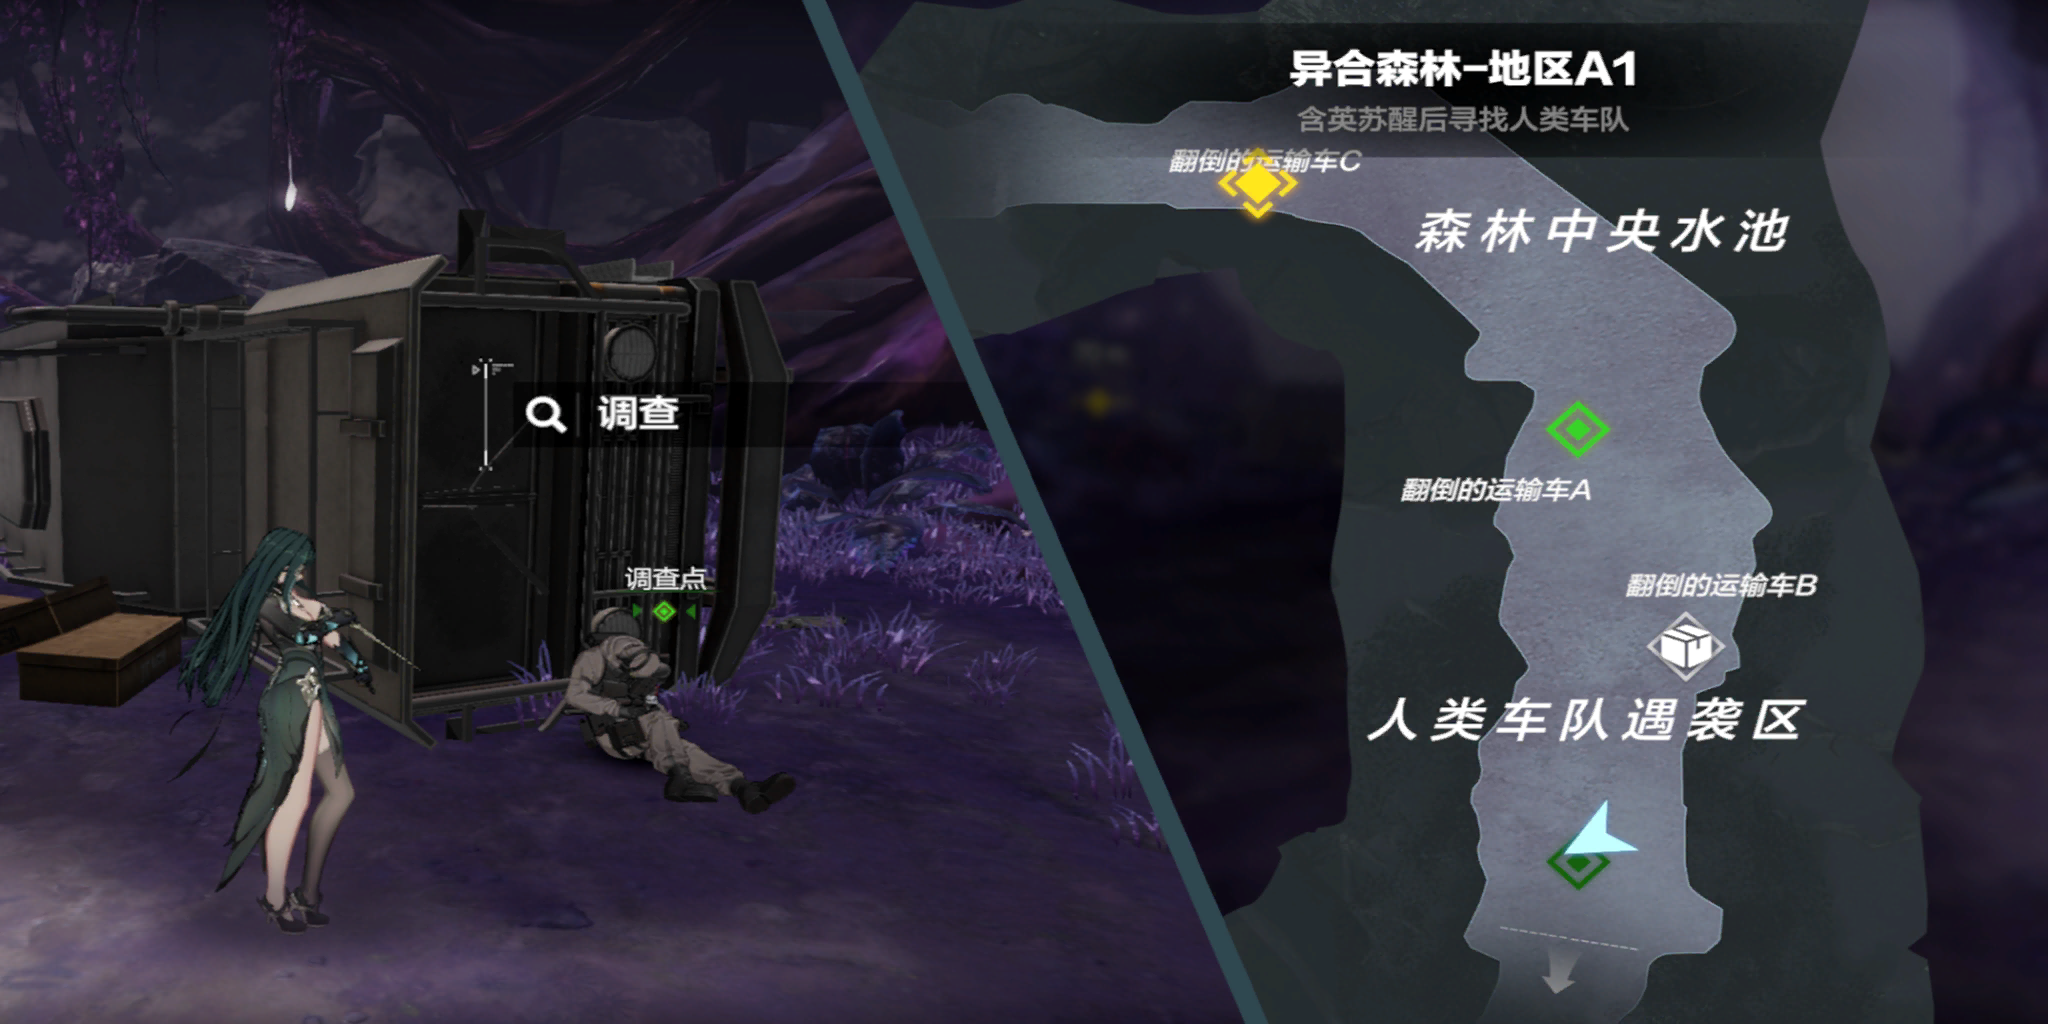 调查
调查点
异合森林-地区A1
含英苏醒后寻找人类车队
翻倒的运输车C
森林中央水池
翻倒的运输车A
翻倒的运输车B
人类车队遇袭区